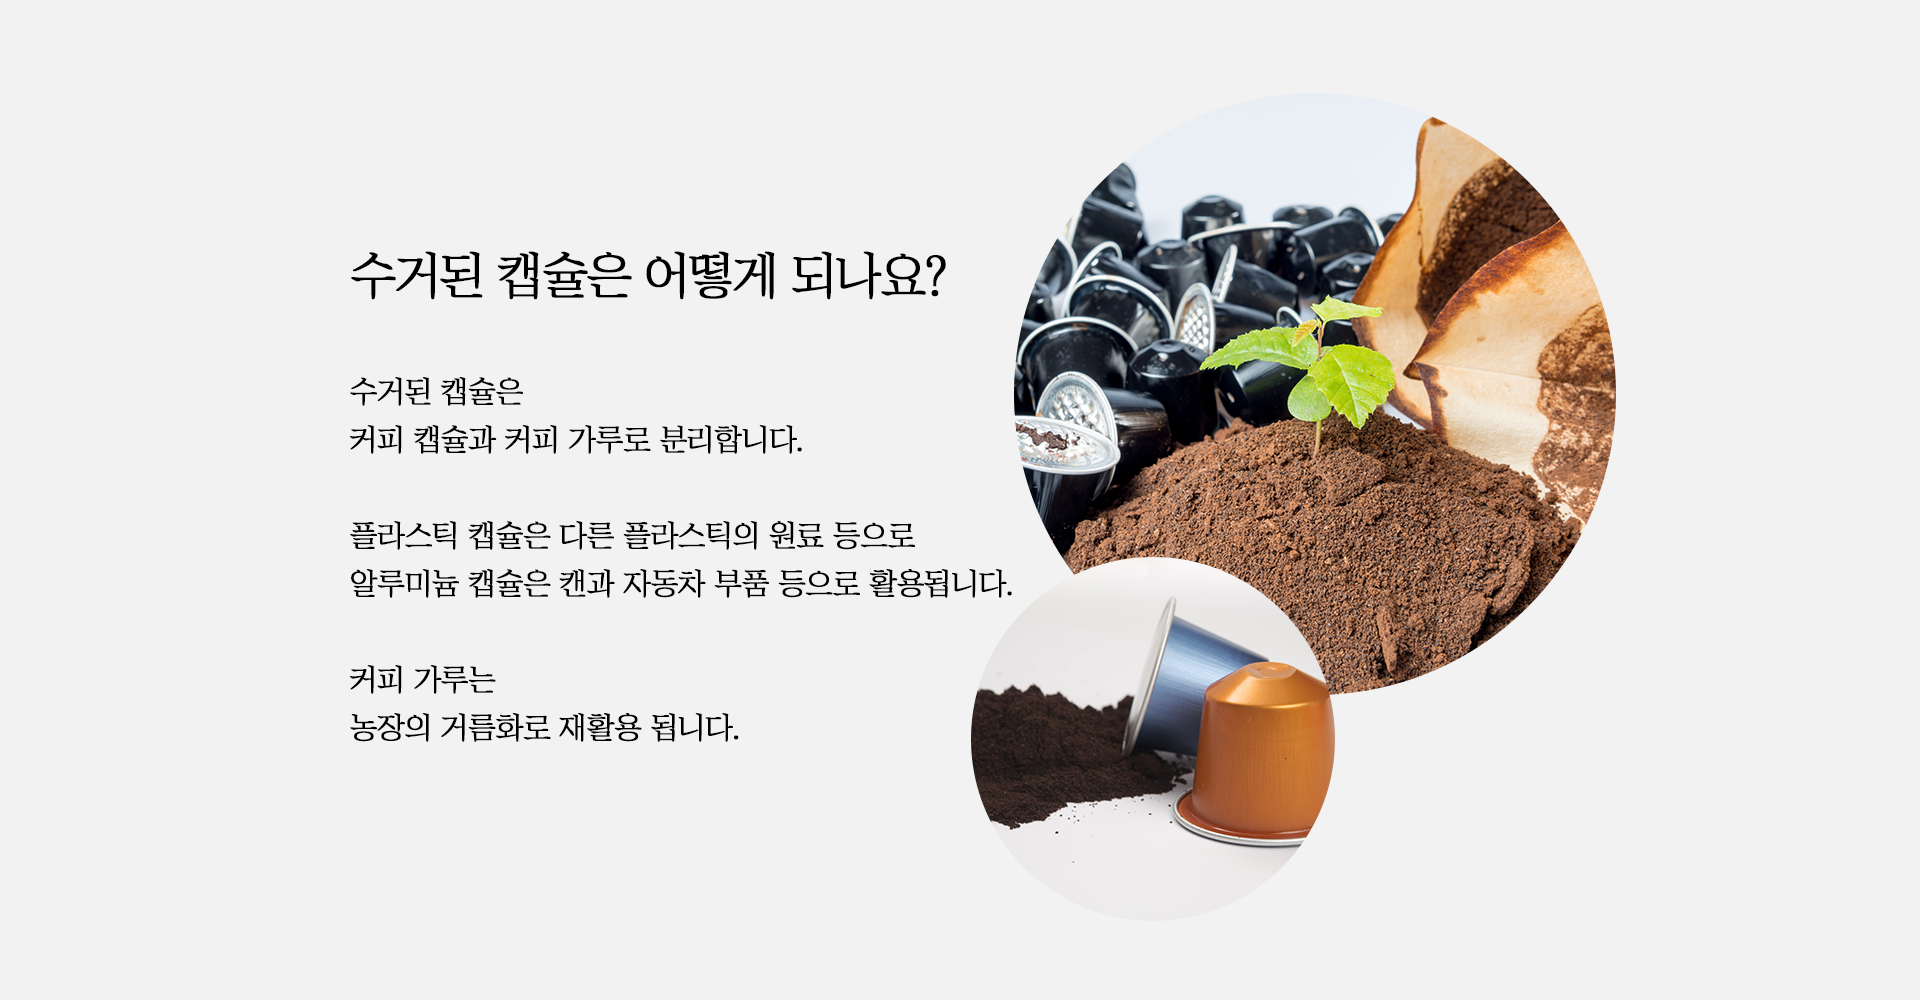 수거된 캡슐은 어떻게 되나요?
수거된 캡슐은
커피 캡슐과 커피 가루로 분리합니다.
플라스틱 캡슐은 다른 플라스틱의 원료 등으로
알루미늄 캡슐은 캔과 자동차 부품 등으로 활용됩니다.
커피 가루는
농장의 거름화로 재활용 됩니다.